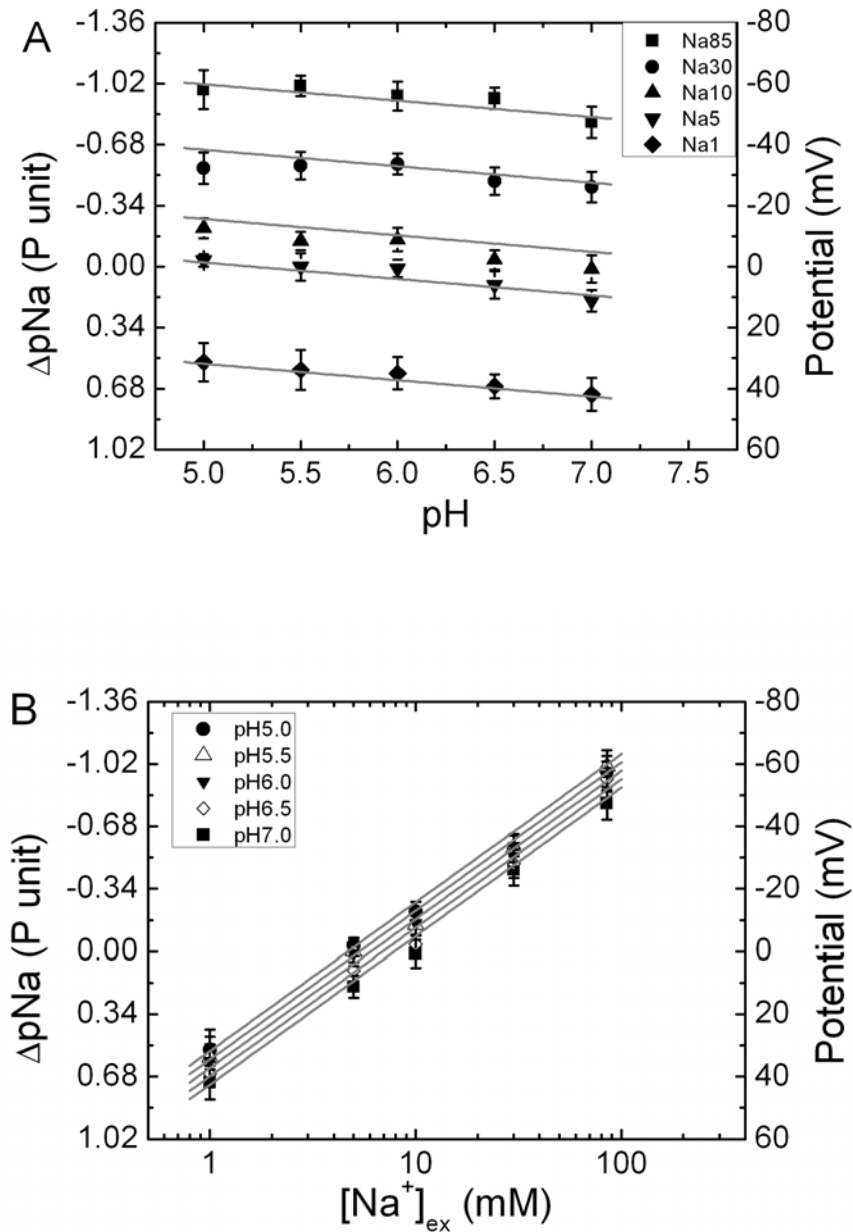 A
-1.36
-1.02
-0.68
-0.34
0.00
0.34
0.68
1.02
ΔpNa (P unit)
-80
-60
-40
-20
0
20
40
60
Potential (mV)
Na85
Na30
Na10
Na5
Na1
5.0 5.5 6.0 6.5 7.0 7.5
pH
B
-1.36
-1.02
-0.68
-0.34
0.00
0.34
0.68
1.02
ΔpNa (P unit)
-80
-60
-40
-20
0
20
40
60
Potential (mV)
pH5.0
pH5.5
pH6.0
pH6.5
pH7.0
1 10 100
[Na⁺]ex (mM)